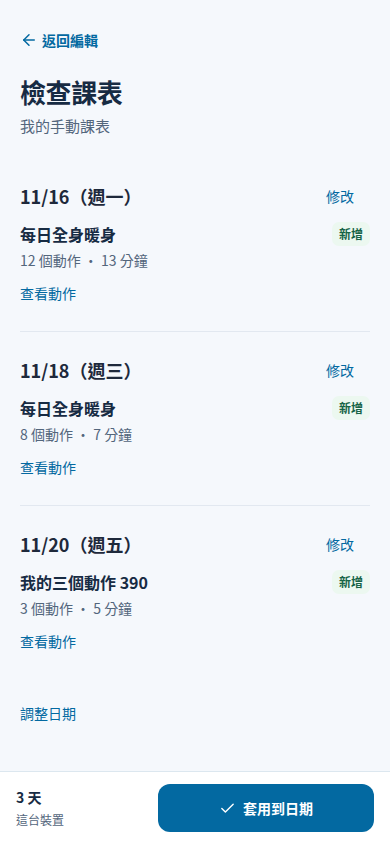 返回編輯
檢查課表
我的手動課表
11/16（週一）
修改
每日全身暖身
新增
12 個動作 · 13 分鐘
查看動作
11/18（週三）
修改
每日全身暖身
新增
8 個動作 · 7 分鐘
查看動作
11/20（週五）
修改
我的三個動作 390
新增
3 個動作 · 5 分鐘
查看動作
調整日期
3 天
這台裝置
套用到日期